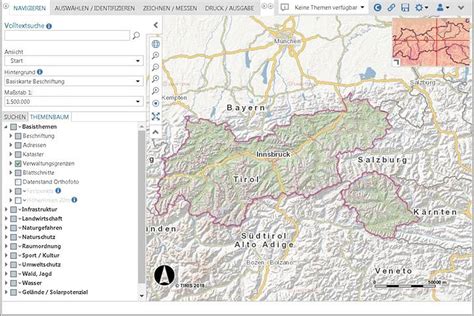 NAVIGIEREN AUSWÄHLEN / IDENTIFIZIEREN ZEICHNEN / MESSEN DRUCK / AUSGABE
Keine Themen verfügbar
Volltextsuche:
Ansicht
Start
Hintergrund
Basiskarte Beschriftung
Maßstab 1:
1:500.000
SUCHEN THEMENBAUM
Basisthemen
Beschriftung
Adressen
Kataster
Verwaltungsgrenzen
Blattschnitte
Datenstand Orthofoto
Infrastruktur
Landwirtschaft
Naturgefahren
Naturschutz
Raumordnung
Sport / Kultur
Umweltschutz
Wald, Jagd
Wasser
Gelände / Solarpotenzial
München
Kempten
Bayern
Salzburg
Innsbruck
Salzburg
Tirol
Kärnten
Südtirol
Alto Adige
Bozen - Bolzano
Veneto
© TIRIS 2018
0
50000 m